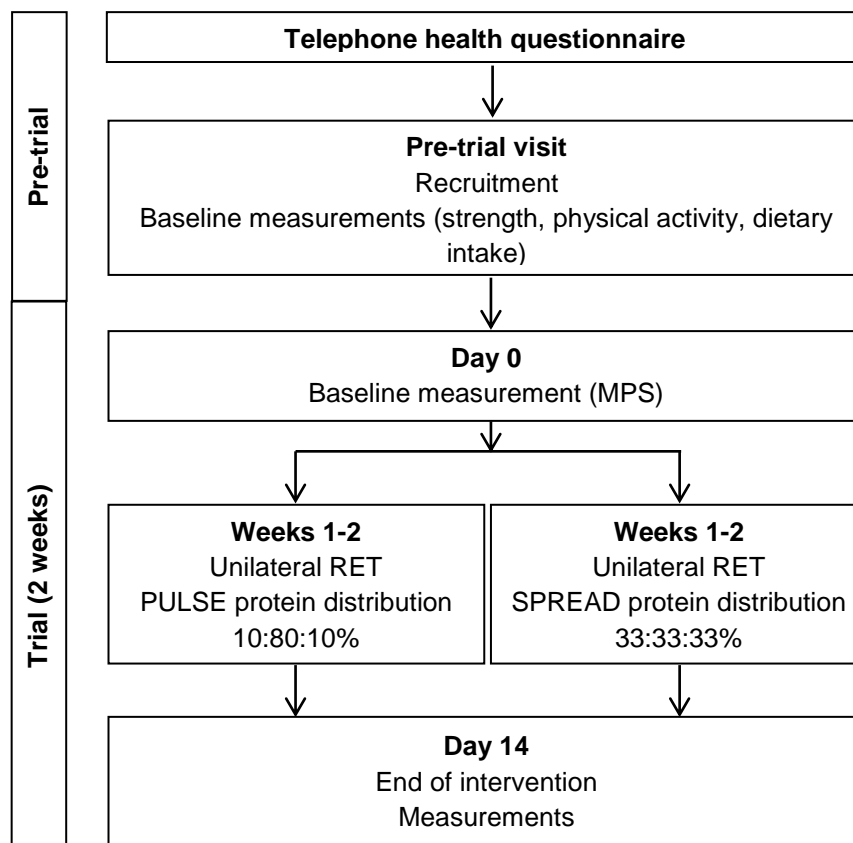 Pre-trial
Telephone health questionnaire
Pre-trial visit
Recruitment
Baseline measurements (strength, physical activity, dietary
intake)
Trial (2 weeks)
Day 0
Baseline measurement (MPS)
Weeks 1-2
Unilateral RET
PULSE protein distribution
10:80:10%
Weeks 1-2
Unilateral RET
SPREAD protein distribution
33:33:33%
Day 14
End of intervention
Measurements